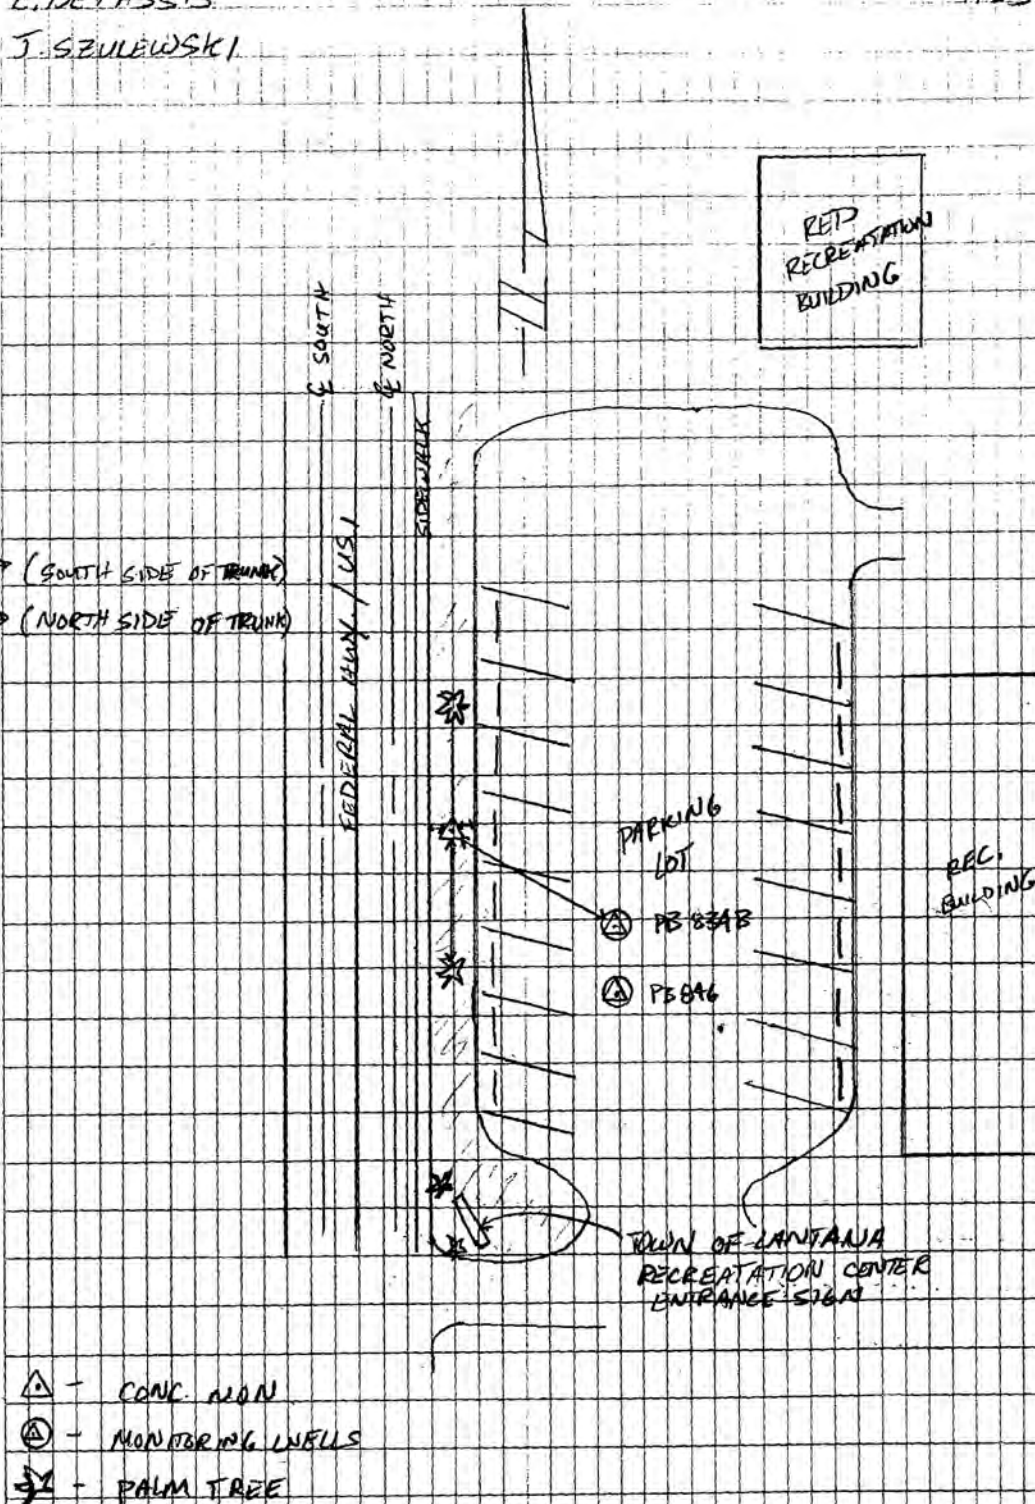 J. SZULEWSKI
RED
RECREATATION
BUILDING
℄ SOUTH
℄ NORTH
SIDEWALK
FEDERAL HWY / US 1
(SOUTH SIDE OF TRUNK)
(NORTH SIDE OF TRUNK)
PARKING
LOT
REC.
BUILDING
PB 834B
PB 846
TOWN OF LANTANA
RECREATATION CENTER
ENTRANCE SIGN
- CONC. MON
- MONITORING WELLS
- PALM TREE